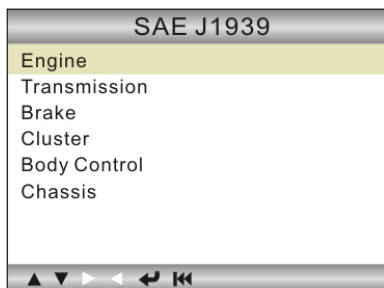 SAE J1939
Engine
Transmission
Brake
Cluster
Body Control
Chassis